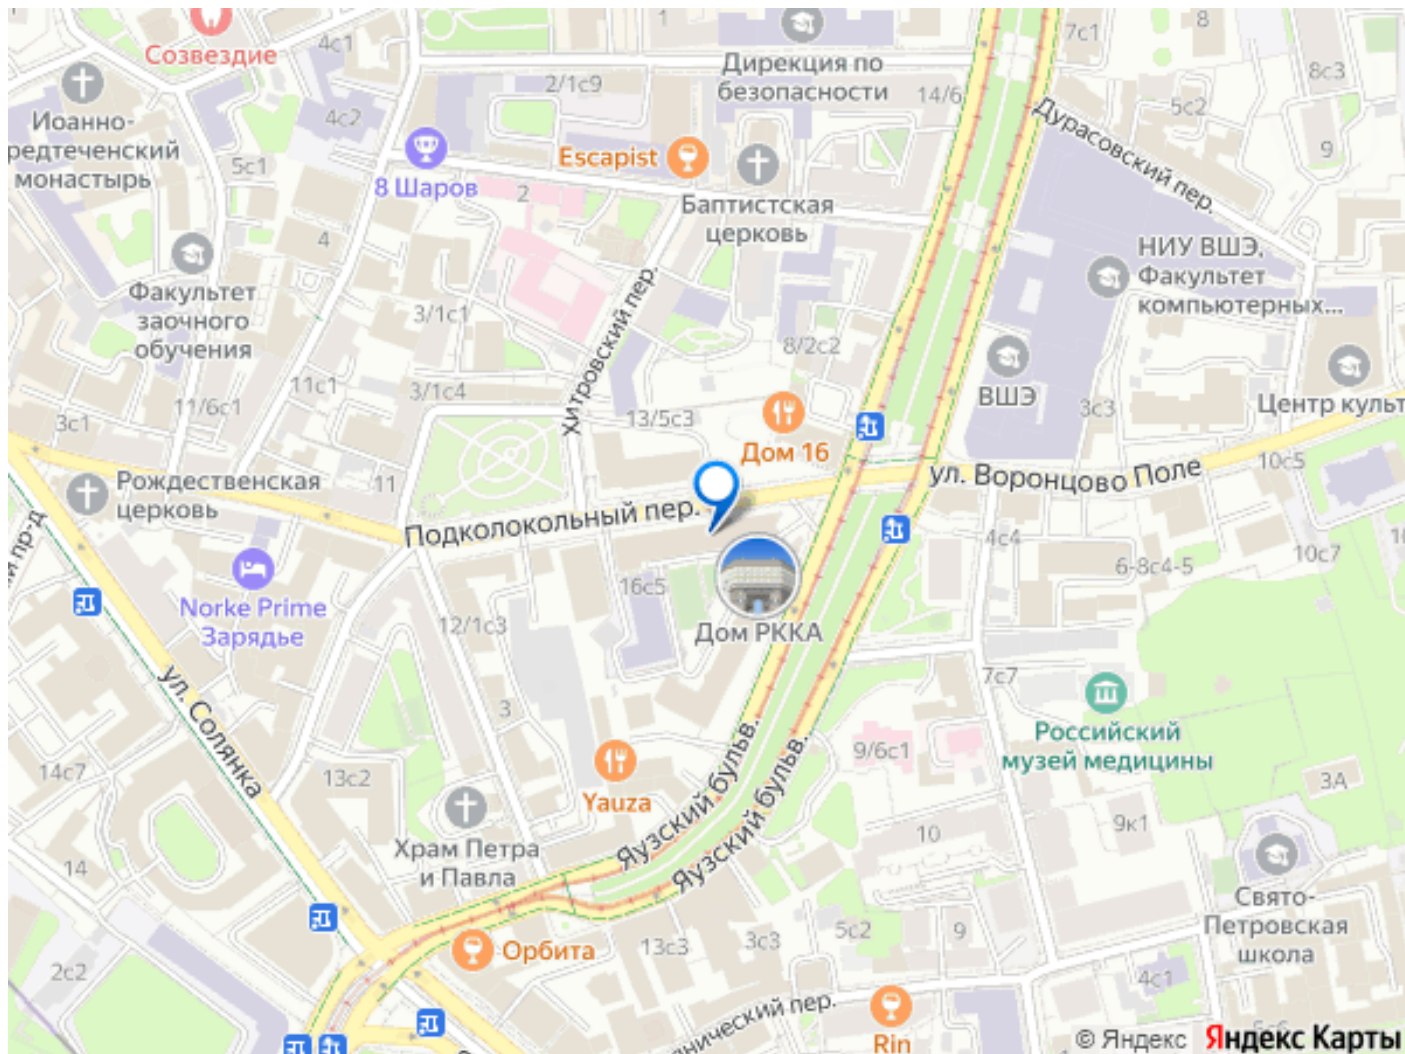 Созвездие
4с1
1
Дирекция по
безопасности
7с1
8
8с3
2/1с9
14/6
5с2
9
Дурасовский пер.
Иоанно-
редтеченский
монастырь
4с2
5с1
8 Шаров
Escapist
2
Баптистская
церковь
4
НИУ ВШЭ,
Факультет
компьютерных...
Факультет
заочного
обучения
3/1с1
Хитровский пер.
8/2с2
11с1
3/1с4
ВШЭ
3с3
Центр культ
11/6с1
3с1
13/5с3
Дом 16
ул. Воронцово Поле
10с5
Рождественская
церковь
11
Подколокольный пер.
4с4
10с7
6-8с4-5
пр-д
Norke Prime
Зарядье
16с5
Дом РККА
12/1с3
7с7
ул. Солянка
3
Российский
музей медицины
9/6с1
14с7
13с2
Yauza
Яузский бульв.
Яузский бульв.
3А
9к1
10
Храм Петра
и Павла
14
Свято-
Петровская
школа
Орбита
13с3
3с3
5с2
9
2с2
4с1
Rin
© Яндекс Яндекс Карты